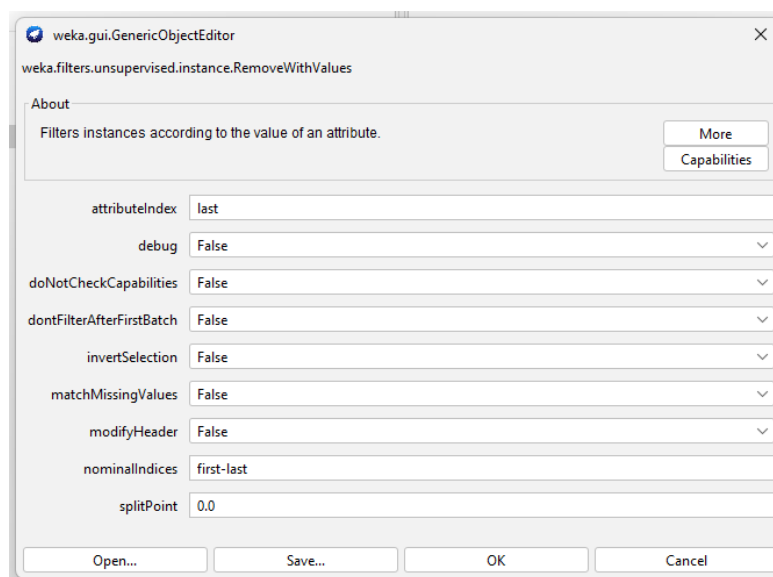 weka.gui.GenericObjectEditor
weka.filters.unsupervised.instance.RemoveWithValues
About
Filters instances according to the value of an attribute.
More
Capabilities
attributeIndex last
debug False
doNotCheckCapabilities False
dontFilterAfterFirstBatch False
invertSelection False
matchMissingValues False
modifyHeader False
nominalIndices first-last
splitPoint 0.0
Open... Save... OK Cancel